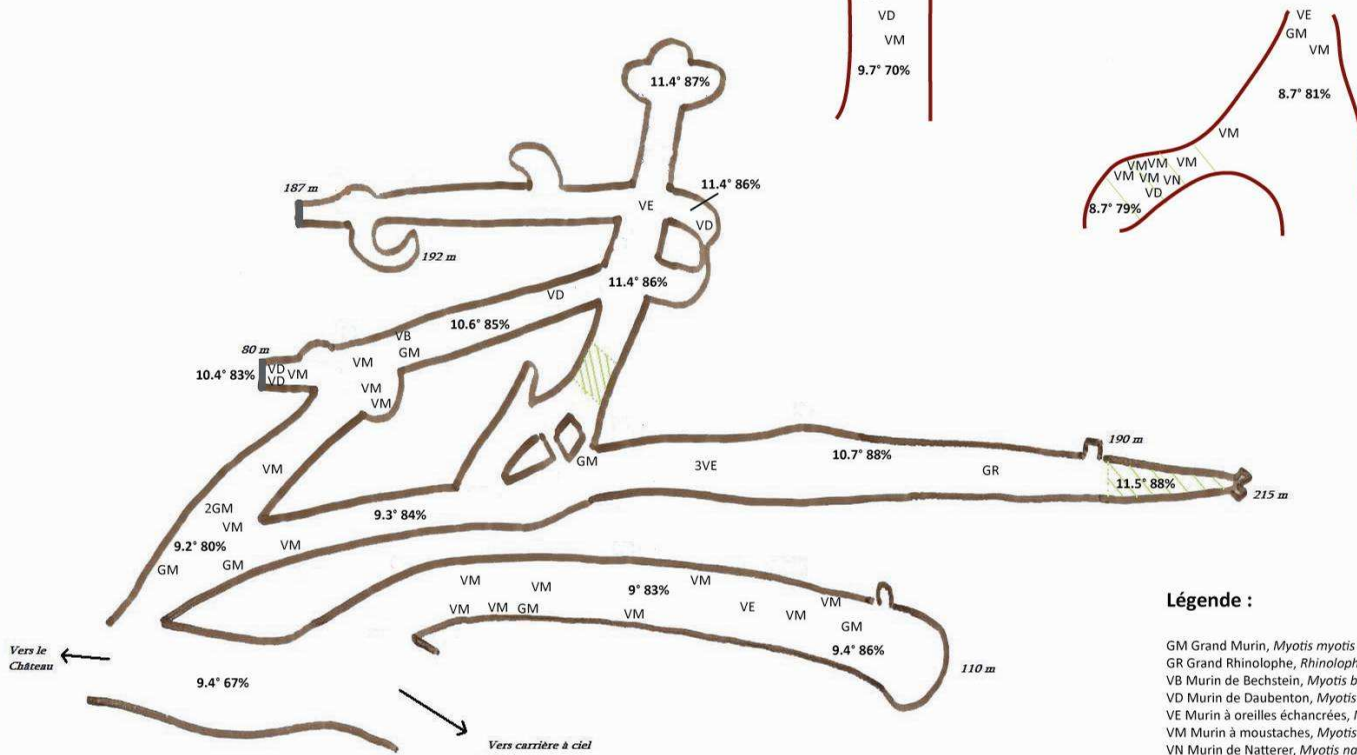 VD
VM
9.7° 70%
VE
GM
VM
8.7° 81%
VM
VM VM VM
VM VM VN
VD
8.7° 79%
11.4° 87%
187 m
11.4° 86%
VE
VD
192 m
11.4° 86%
VD
10.6° 85%
VB
GM
80 m
VM
10.4° 83%
VD VM
VD
VM
VM
190 m
10.7° 88%
GM
3VE
GR
VM
11.5° 88%
215 m
2GM
9.3° 84%
VM
9.2° 80%
VM
GM
GM
VM
VM
9° 83%
VM
VM
VM VM GM
VM
VE
VM
GM
9.4° 86%
110 m
Vers le
Château
9.4° 67%
Vers carrière à ciel
Légende :
GM Grand Murin, Myotis myotis
GR Grand Rhinolophe, Rhinoloph
VB Murin de Bechstein, Myotis b
VD Murin de Daubenton, Myotis
VE Murin à oreilles échancrées,
VM Murin à moustaches, Myotis
VN Murin de Natterer, Myotis na